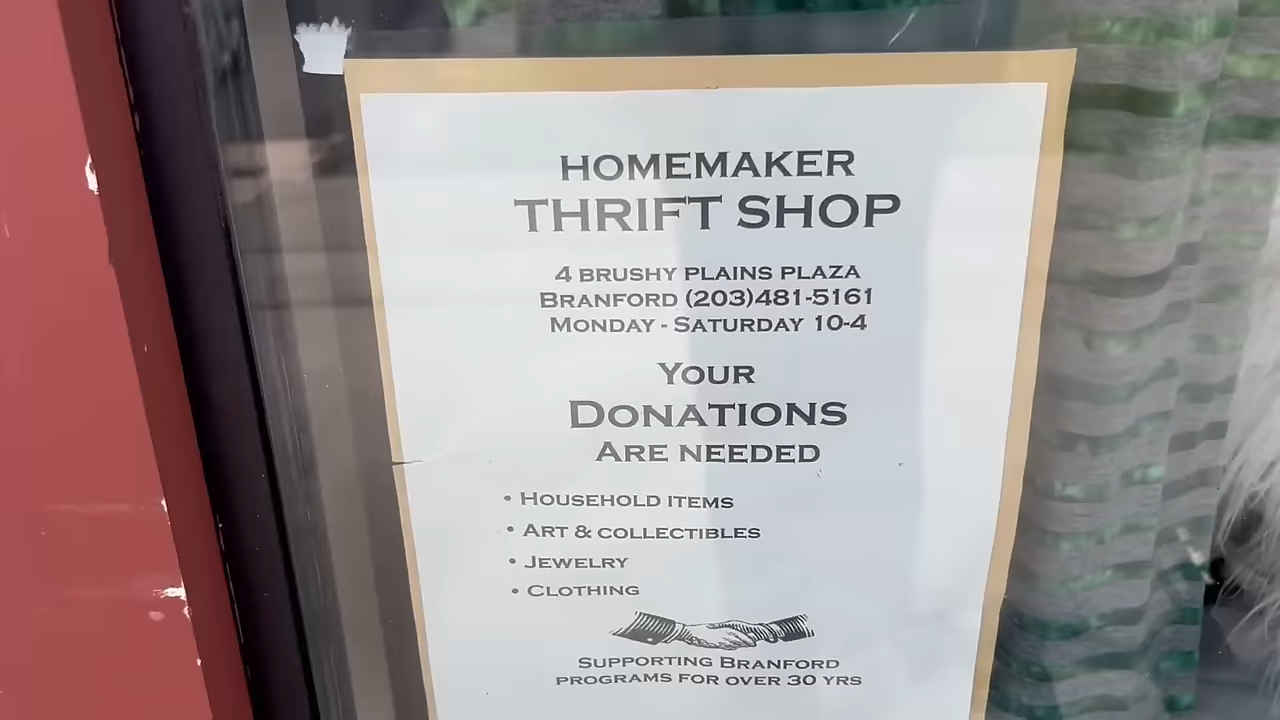 HOMEMAKER
THRIFT SHOP
4 BRUSHY PLAINS PLAZA
BRANFORD (203)481-5161
MONDAY - SATURDAY 10-4
YOUR
DONATIONS
ARE NEEDED
• HOUSEHOLD ITEMS
• ART & COLLECTIBLES
• JEWELRY
• CLOTHING
SUPPORTING BRANFORD
PROGRAMS FOR OVER 30 YRS